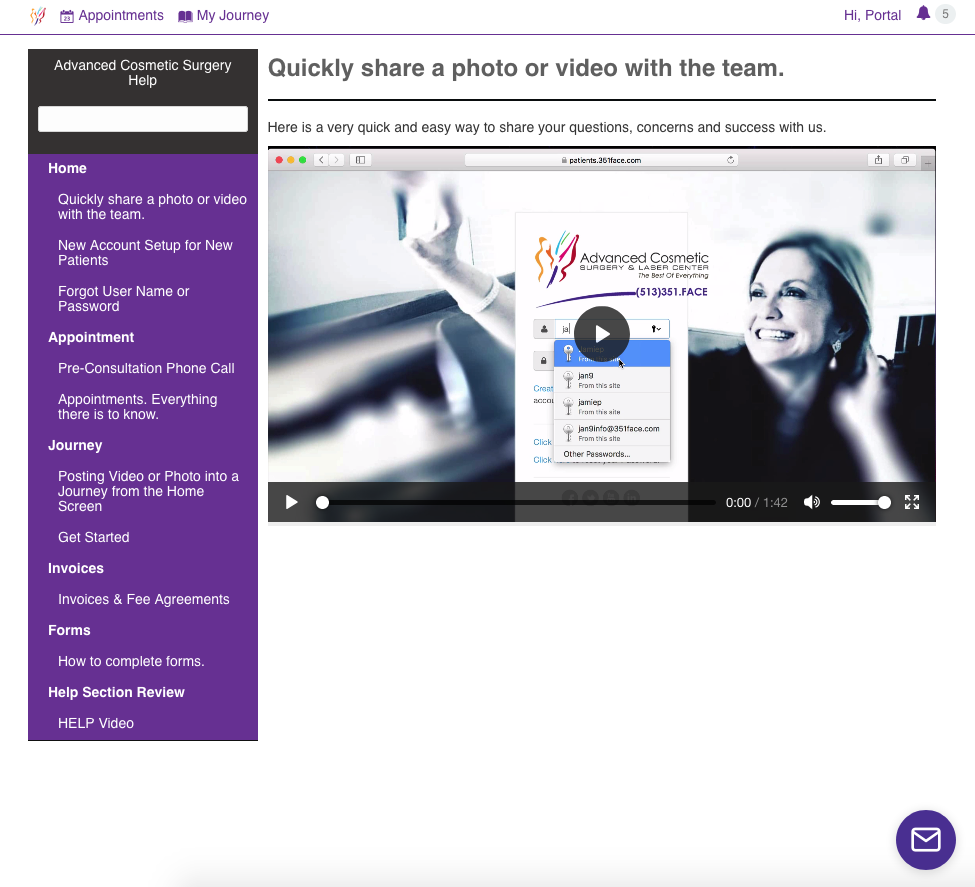 Appointments
My Journey
Hi, Portal
5
Advanced Cosmetic Surgery
Help
Home
Quickly share a photo or video
with the team.
New Account Setup for New
Patients
Forgot User Name or
Password
Appointment
Pre-Consultation Phone Call
Appointments. Everything
there is to know.
Journey
Posting Video or Photo into a
Journey from the Home
Screen
Get Started
Invoices
Invoices & Fee Agreements
Forms
How to complete forms.
Help Section Review
HELP Video
Quickly share a photo or video with the team.
Here is a very quick and easy way to share your questions, concerns and success with us.
patients.351face.com
Advanced Cosmetic
SURGERY & LASER CENTER
The Best Of Everything
(513)351.FACE
ja
From this site
jan9
From this site
jamiep
From this site
jan9info@351face.com
From this site
Other Passwords...
Click
Click
0:00 / 1:42